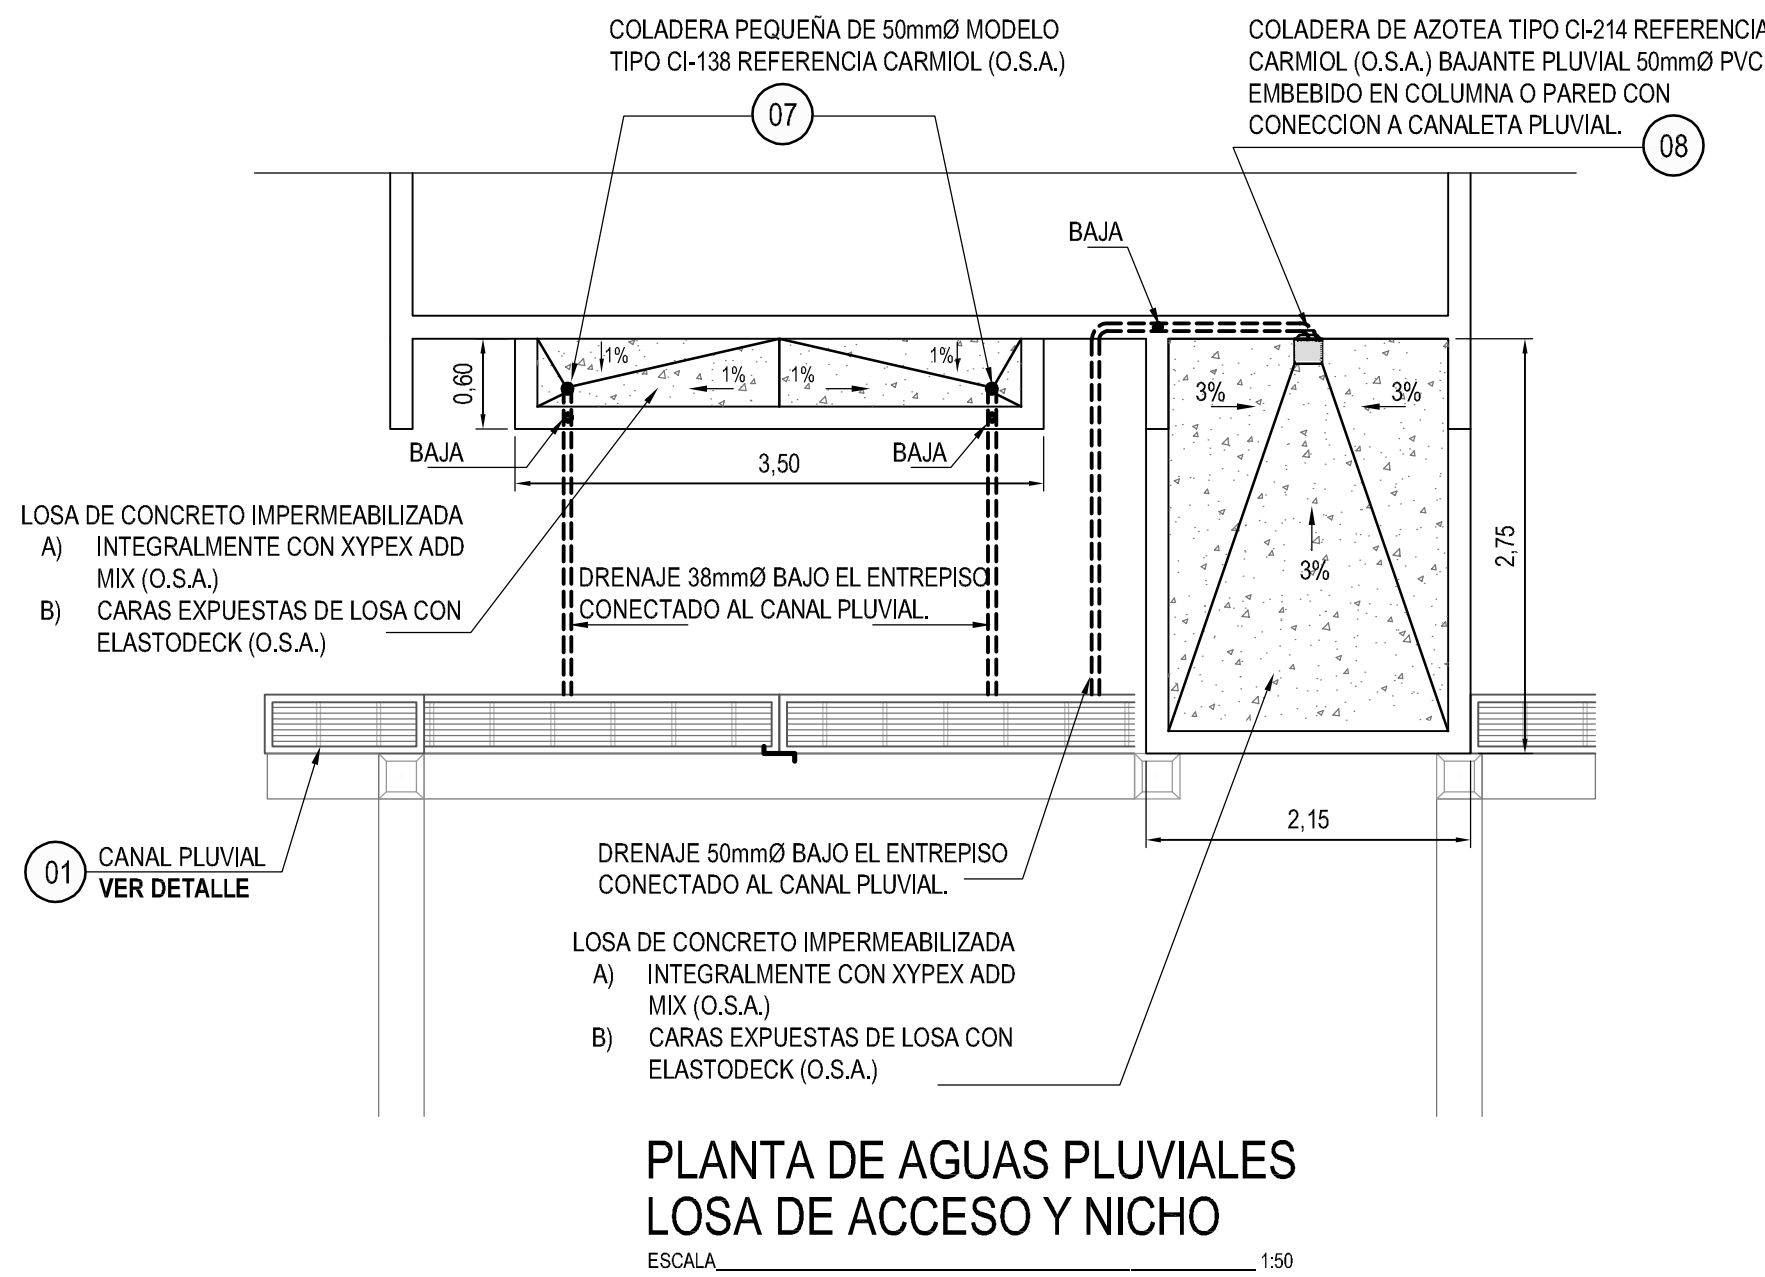 COLADERA PEQUEÑA DE 50mmØ MODELO
TIPO CI-138 REFERENCIA CARMIOL (O.S.A.)
07
COLADERA DE AZOTEA TIPO CI-214 REFERENCIA
CARMIOL (O.S.A.) BAJANTE PLUVIAL 50mmØ PVC
EMBEBIDO EN COLUMNA O PARED CON
CONECCION A CANALETA PLUVIAL.
08
BAJA
1%
1%
1%
1%
0,60
3%
3%
BAJA
BAJA
3,50
LOSA DE CONCRETO IMPERMEABILIZADA
A) INTEGRALMENTE CON XYPEX ADD
MIX (O.S.A.)
B) CARAS EXPUESTAS DE LOSA CON
ELASTODECK (O.S.A.)
DRENAJE 38mmØ BAJO EL ENTREPISO
CONECTADO AL CANAL PLUVIAL.
3%
2,75
2,15
01
CANAL PLUVIAL
VER DETALLE
DRENAJE 50mmØ BAJO EL ENTREPISO
CONECTADO AL CANAL PLUVIAL.
LOSA DE CONCRETO IMPERMEABILIZADA
A) INTEGRALMENTE CON XYPEX ADD
MIX (O.S.A.)
B) CARAS EXPUESTAS DE LOSA CON
ELASTODECK (O.S.A.)
PLANTA DE AGUAS PLUVIALES
LOSA DE ACCESO Y NICHO
ESCALA 1:50